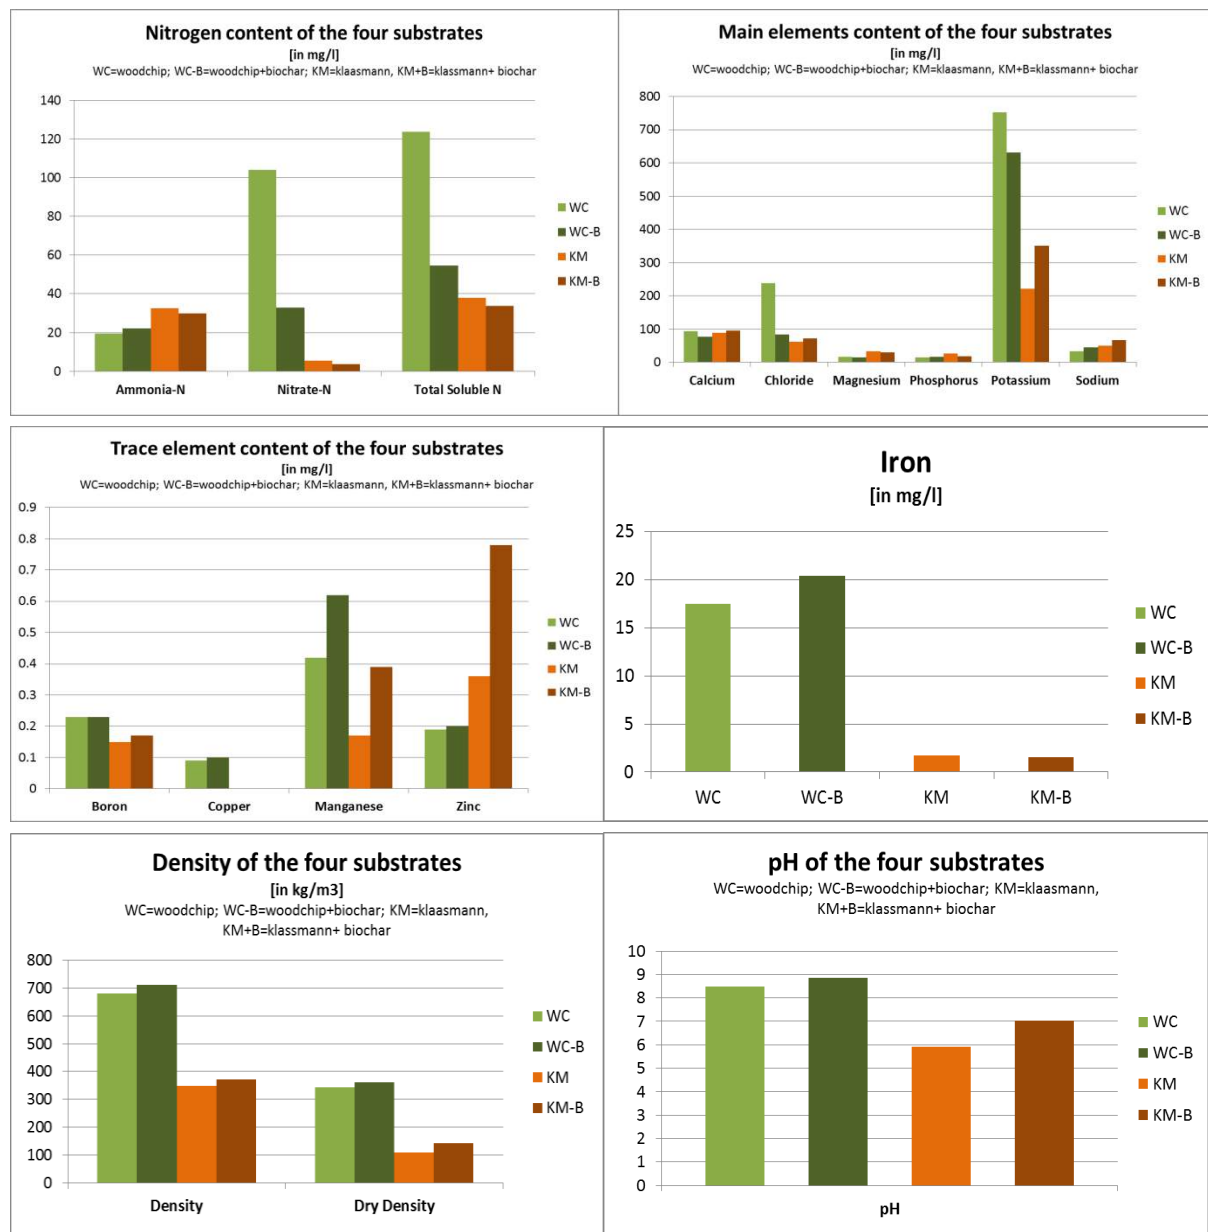 Nitrogen content of the four substrates
[in mg/l]
WC=woodchip; WC-B=woodchip+biochar; KM=klaasmann, KM+B=klassmann+ biochar
140
120
100
80
60
40
20
0
Ammonia-N
Nitrate-N
Total Soluble N
WC
WC-B
KM
KM-B
Main elements content of the four substrates
[in mg/l]
WC=woodchip; WC-B=woodchip+biochar; KM=klaasmann, KM+B=klassmann+ biochar
800
700
600
500
400
300
200
100
0
Calcium
Chloride
Magnesium
Phosphorus
Potassium
Sodium
WC
WC-B
KM
KM-B
Trace element content of the four substrates
[in mg/l]
WC=woodchip; WC-B=woodchip+biochar; KM=klaasmann, KM+B=klassmann+ biochar
0.9
0.8
0.7
0.6
0.5
0.4
0.3
0.2
0.1
0
Boron
Copper
Manganese
Zinc
WC
WC-B
KM
KM-B
Iron
[in mg/l]
25
20
15
10
5
0
WC
WC-B
KM
KM-B
WC
WC-B
KM
KM-B
Density of the four substrates
[in kg/m3]
WC=woodchip; WC-B=woodchip+biochar; KM=klaasmann,
KM+B=klassmann+ biochar
800
700
600
500
400
300
200
100
0
Density
Dry Density
WC
WC-B
KM
KM-B
pH of the four substrates
WC=woodchip; WC-B=woodchip+biochar; KM=klaasmann,
KM+B=klassmann+ biochar
10
9
8
7
6
5
4
3
2
1
0
pH
WC
WC-B
KM
KM-B